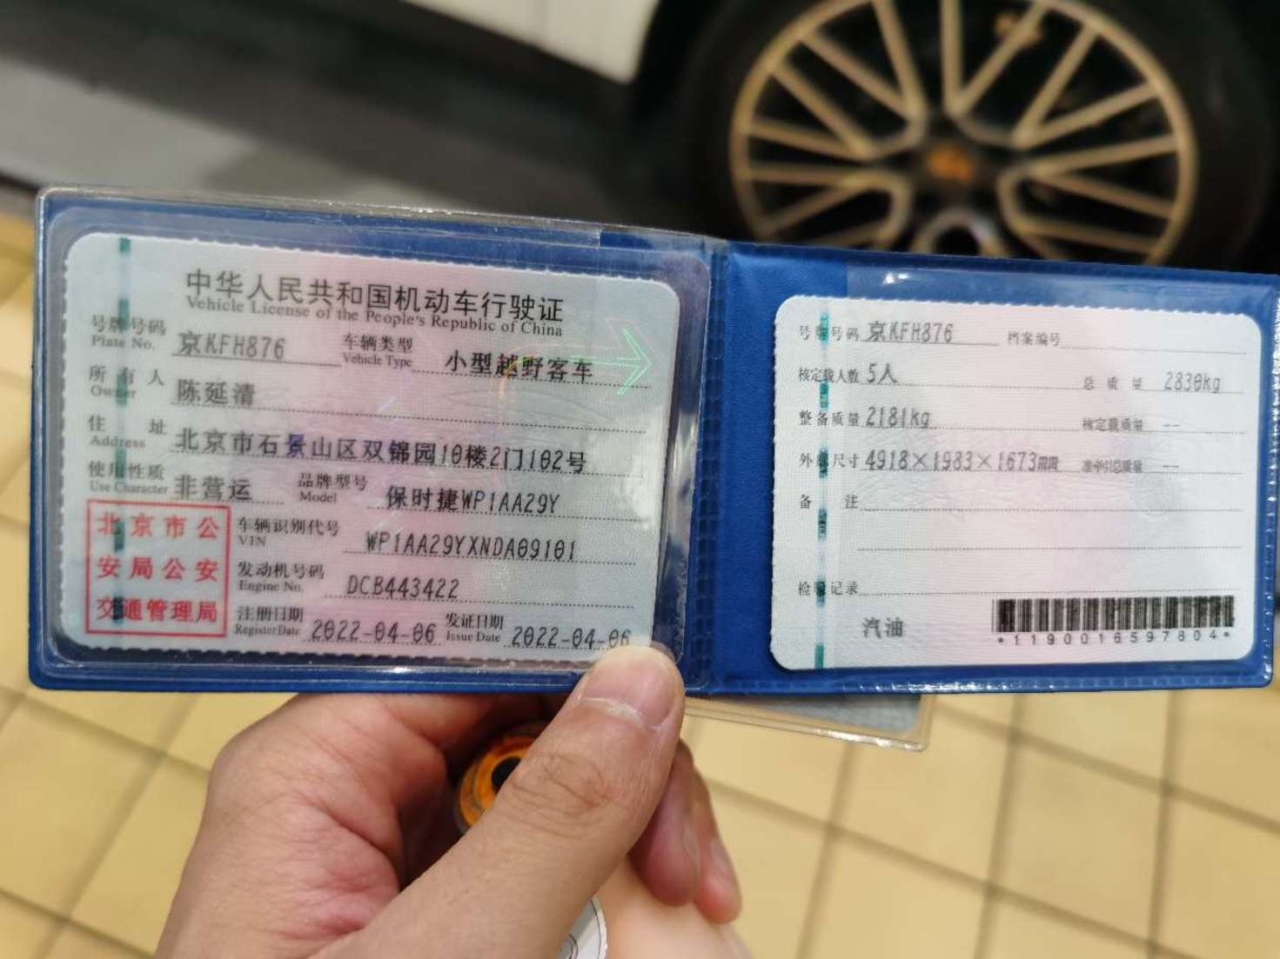 中华人民共和国机动车行驶证
Vehicle License of the People's Republic of China
号牌号码 京KFH876 车辆类型 小型越野客车
Plate No. Vehicle Type
所有人 陈延清
Owner
住址 北京市石景山区双锦园10楼2门102号
Address
使用性质 非营运 品牌型号 保时捷WP1AA29Y
Use Character Model
北京市公
安局公安
交通管理局
车辆识别代号 WP1AA29YXNDA09101
VIN
发动机号码 DCB443422
Engine No.
注册日期 2022-04-06 发证日期 2022-04-06
Register Date Issue Date
号牌号码 京KFH876 档案编号
核定载人数 5人 总质量 2830kg
整备质量 2181kg 核定载质量 --
外廓尺寸 4918×1983×1673mm 准牵引总质量 --
备注
检验记录
汽油
*1190016597804*